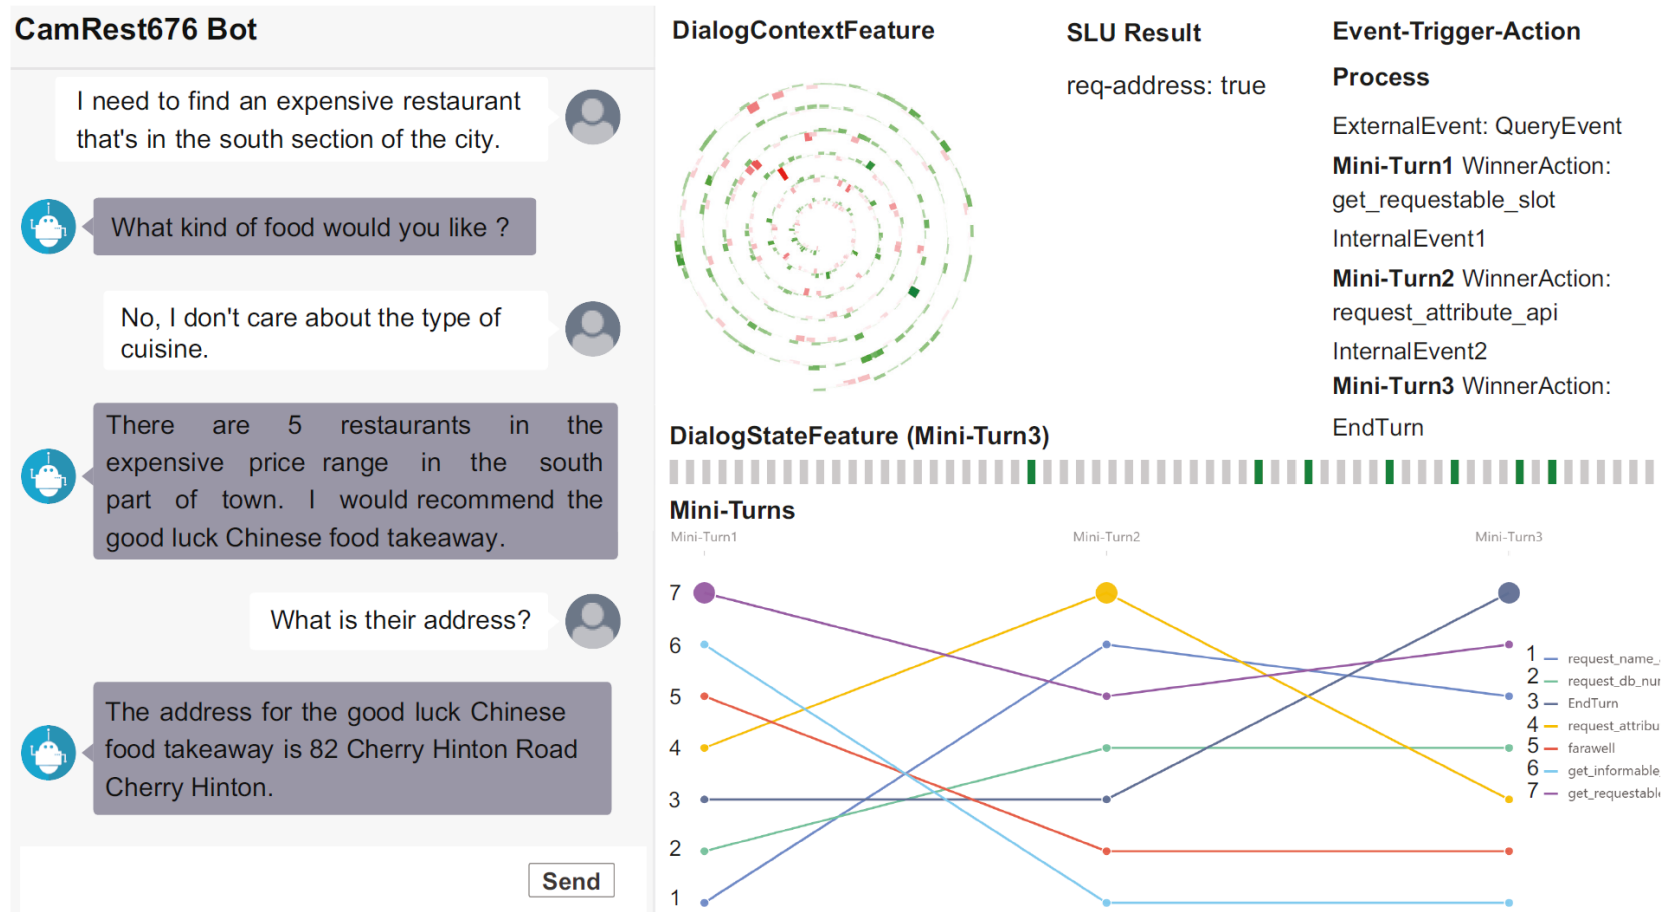 CamRest676 Bot
I need to find an expensive restaurant
that's in the south section of the city.
What kind of food would you like ?
No, I don't care about the type of
cuisine.
There are 5 restaurants in the
expensive price range in the south
part of town. I would recommend the
good luck Chinese food takeaway.
What is their address?
The address for the good luck Chinese
food takeaway is 82 Cherry Hinton Road
Cherry Hinton.
Send
DialogContextFeature
SLU Result
req-address: true
Event-Trigger-Action
Process
ExternalEvent: QueryEvent
Mini-Turn1 WinnerAction:
get_requestable_slot
InternalEvent1
Mini-Turn2 WinnerAction:
request_attribute_api
InternalEvent2
Mini-Turn3 WinnerAction:
EndTurn
DialogStateFeature (Mini-Turn3)
Mini-Turns
Mini-Turn1 Mini-Turn2 Mini-Turn3
7
6
5
4
3
2
1
1 request_name_
2 request_db_nu
3 EndTurn
4 request_attribu
5 farawell
6 get_informable
7 get_requestabl